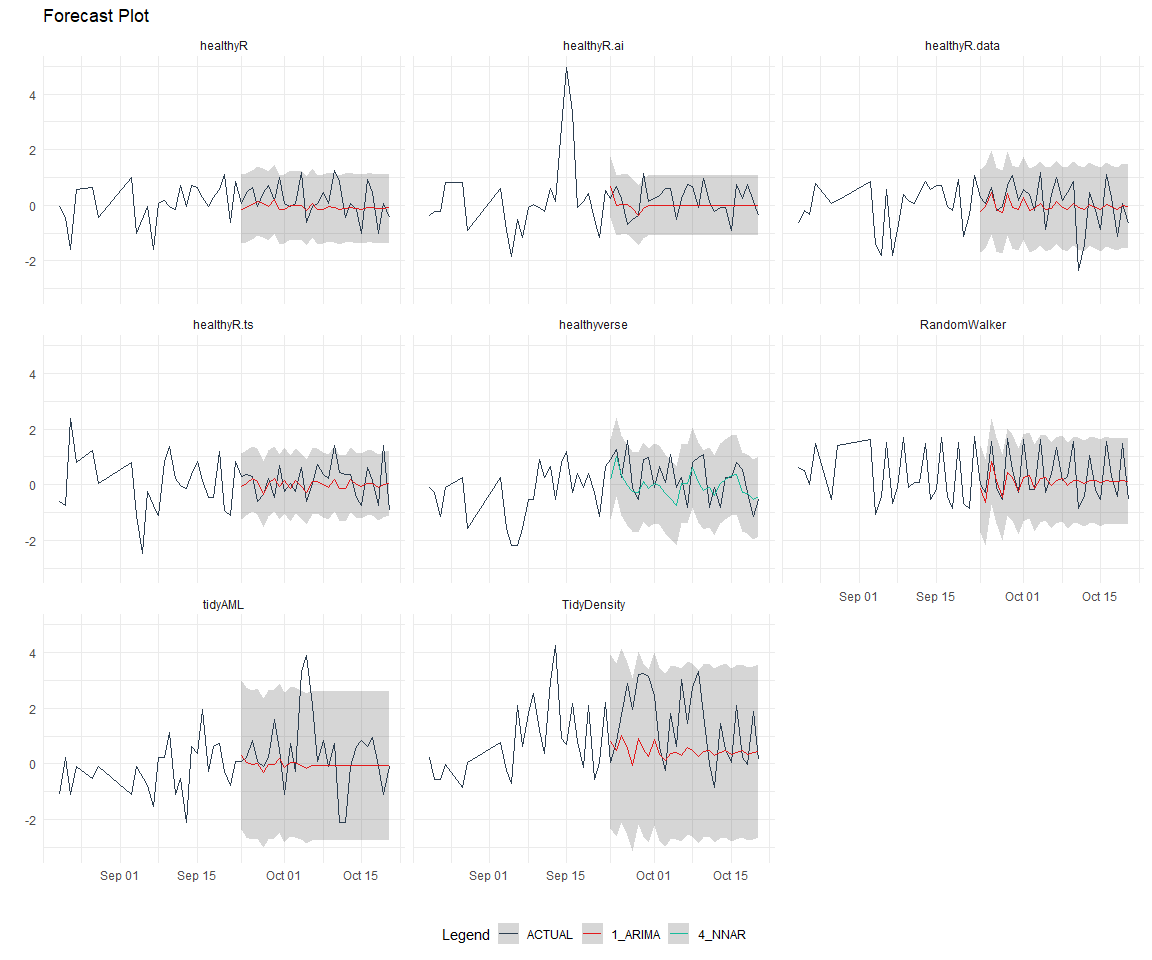 Forecast Plot
healthyR healthyR.ai healthyR.data
4
2
0
-2
healthyR.ts healthyverse RandomWalker
4
2
0
-2
Sep 01 Sep 15 Oct 01 Oct 15
tidyAML TidyDensity
4
2
0
-2
Sep 01 Sep 15 Oct 01 Oct 15 Sep 01 Sep 15 Oct 01 Oct 15
Legend ACTUAL 1_ARIMA 4_NNAR